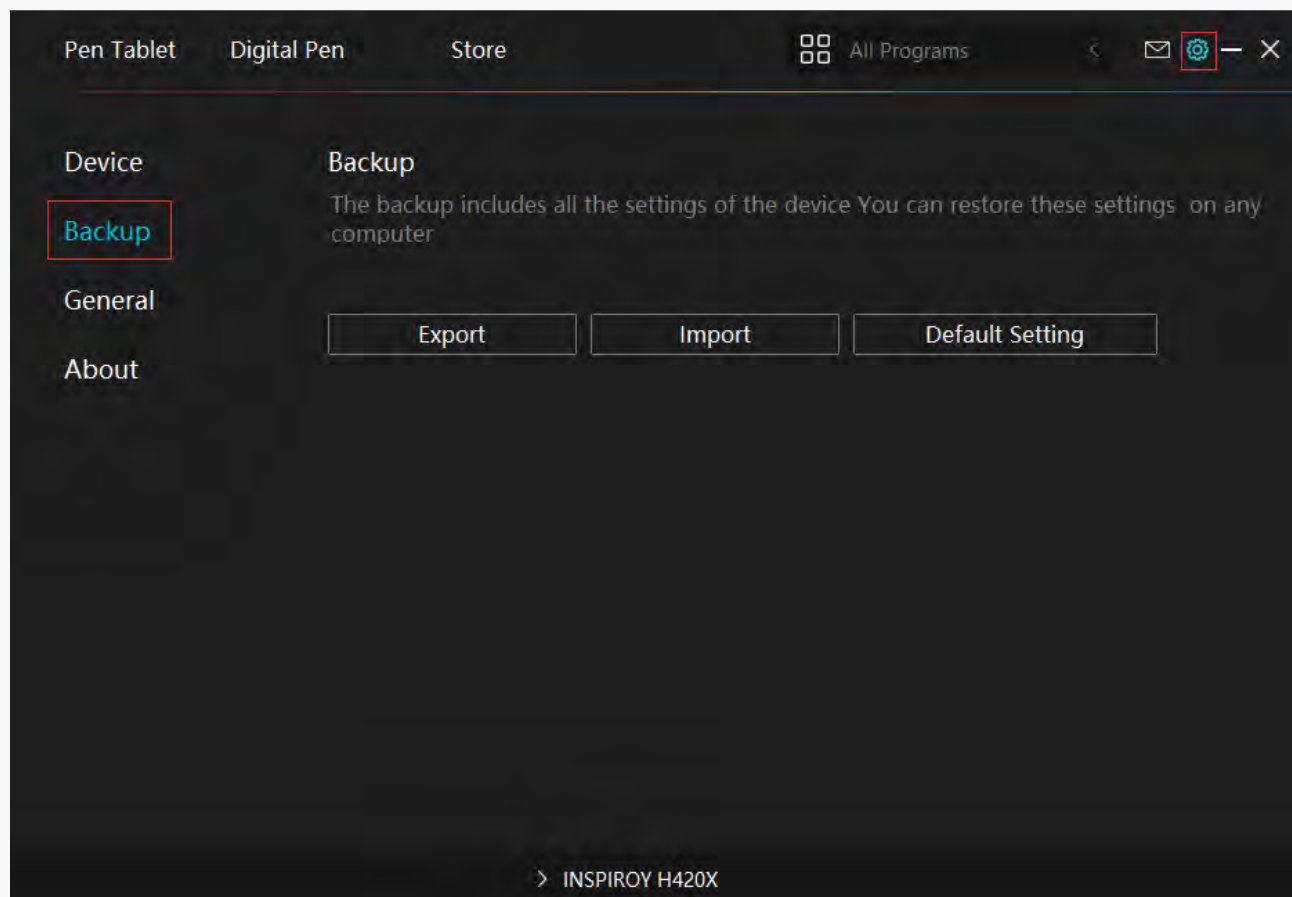 Pen Tablet Digital Pen Store All Programs
Device
Backup
General
About
Backup
The backup includes all the settings of the device You can restore these settings on any
computer
Export Import Default Setting
INSPIROY H420X